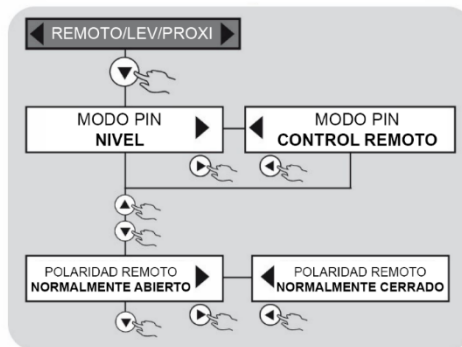 REMOTO/LEV/PROXI
MODO PIN
NIVEL
MODO PIN
CONTROL REMOTO
POLARIDAD REMOTO
NORMALMENTE ABIERTO
POLARIDAD REMOTO
NORMALMENTE CERRADO